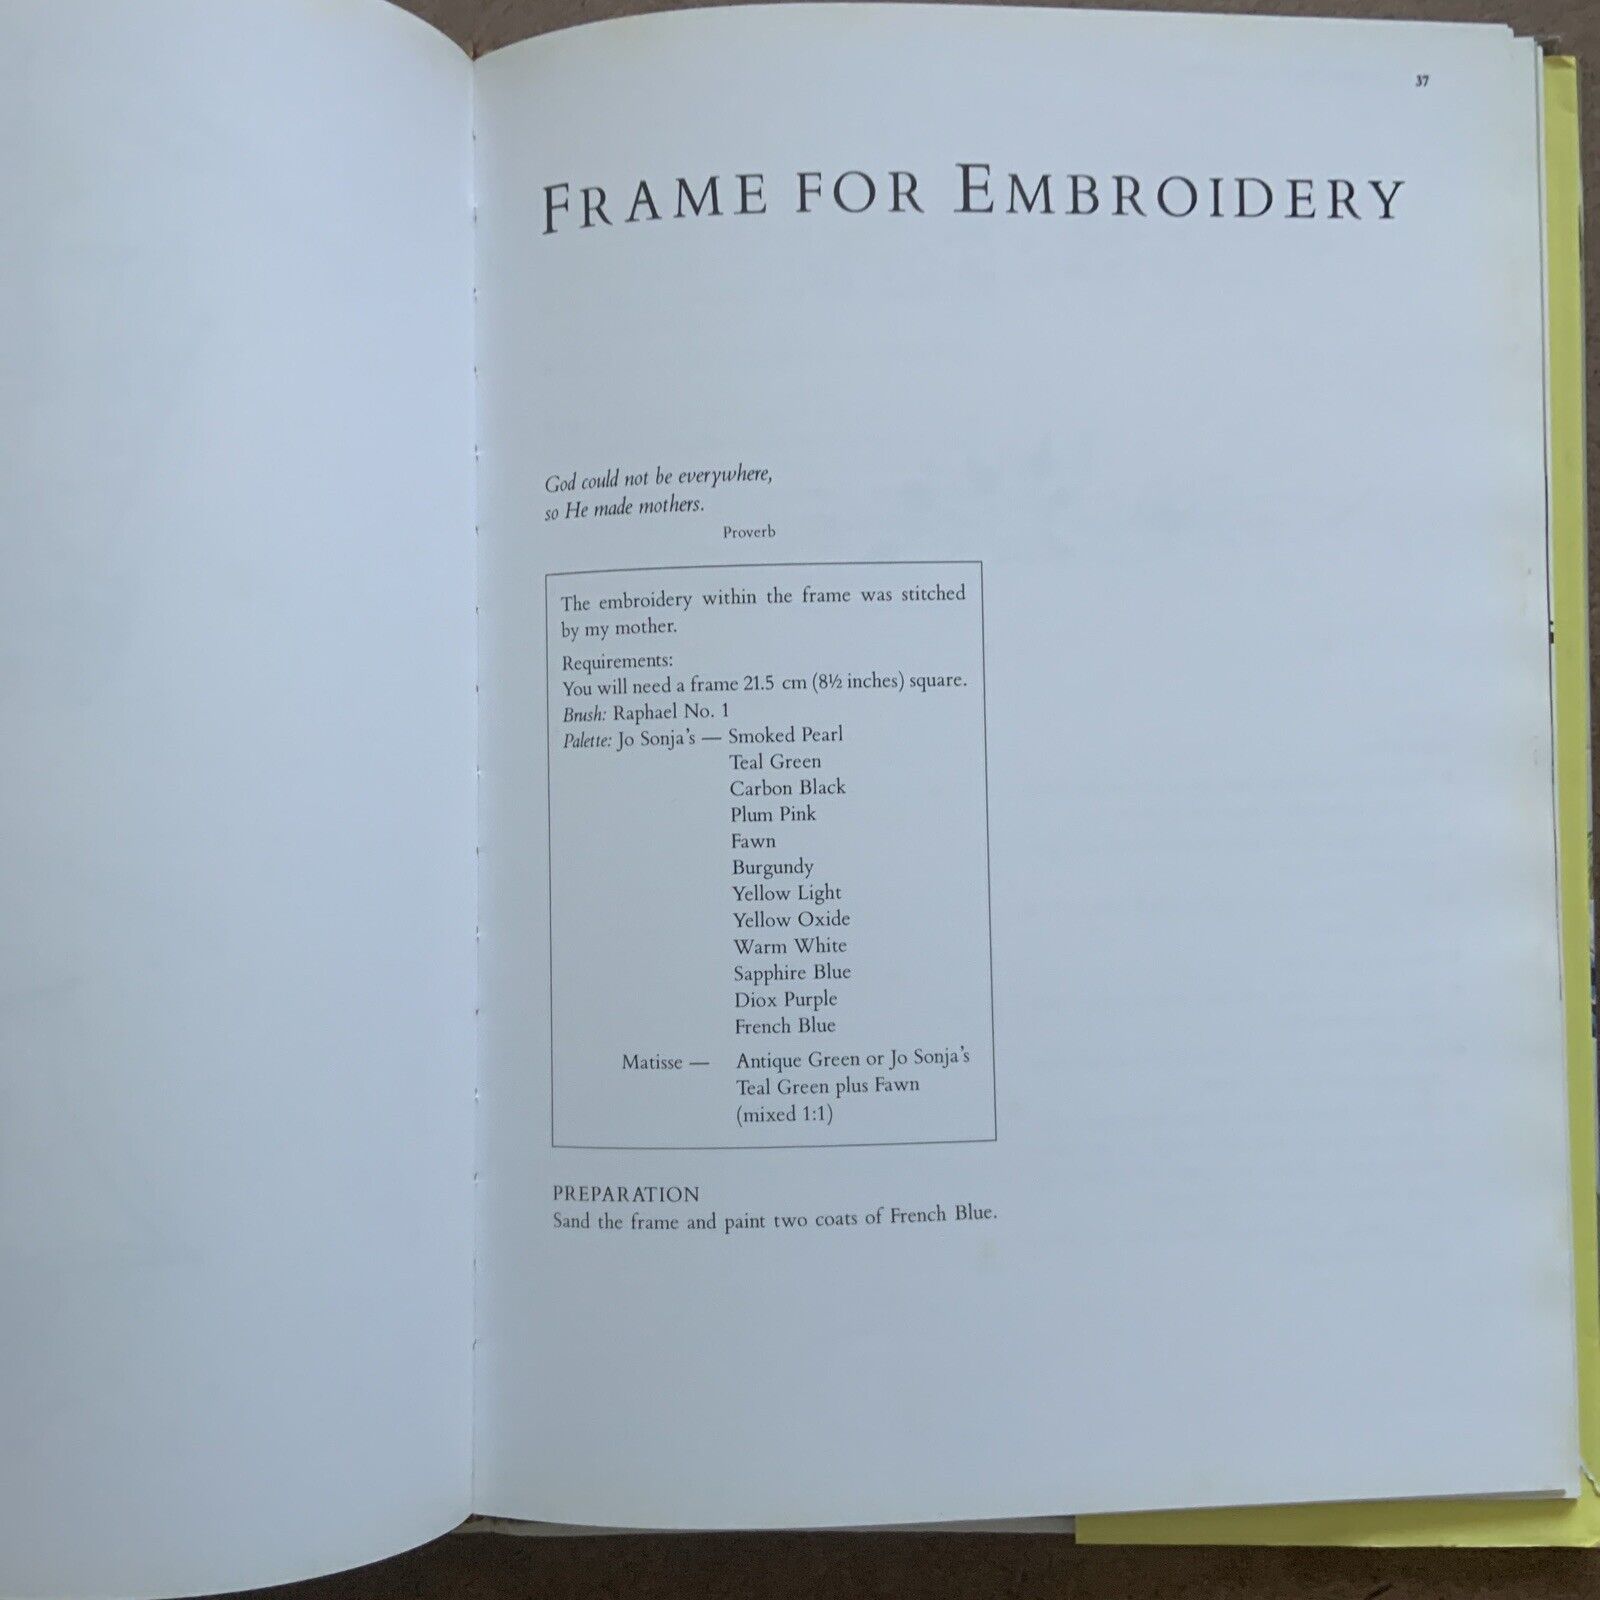 37
FRAME FOR EMBROIDERY
God could not be everywhere,
so He made mothers.
Proverb
The embroidery within the frame was stitched
by my mother.
Requirements:
You will need a frame 21.5 cm (8½ inches) square.
Brush: Raphael No. 1
Palette: Jo Sonja's — Smoked Pearl
Teal Green
Carbon Black
Plum Pink
Fawn
Burgundy
Yellow Light
Yellow Oxide
Warm White
Sapphire Blue
Diox Purple
French Blue
Matisse — Antique Green or Jo Sonja's
Teal Green plus Fawn
(mixed 1:1)
PREPARATION
Sand the frame and paint two coats of French Blue.